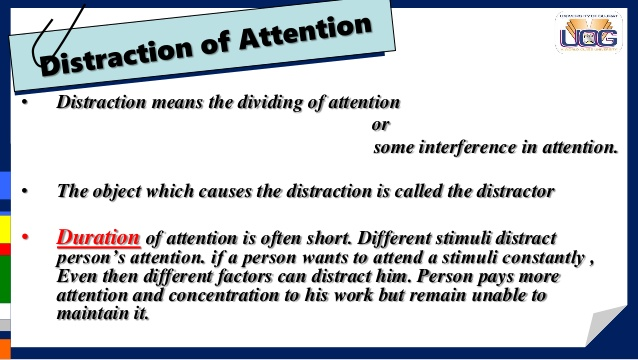 Distraction of Attention
UOG
• Distraction means the dividing of attention
or
some interference in attention.
• The object which causes the distraction is called the distractor
• Duration of attention is often short. Different stimuli distract
person’s attention. if a person wants to attend a stimuli constantly ,
Even then different factors can distract him. Person pays more
attention and concentration to his work but remain unable to
maintain it.